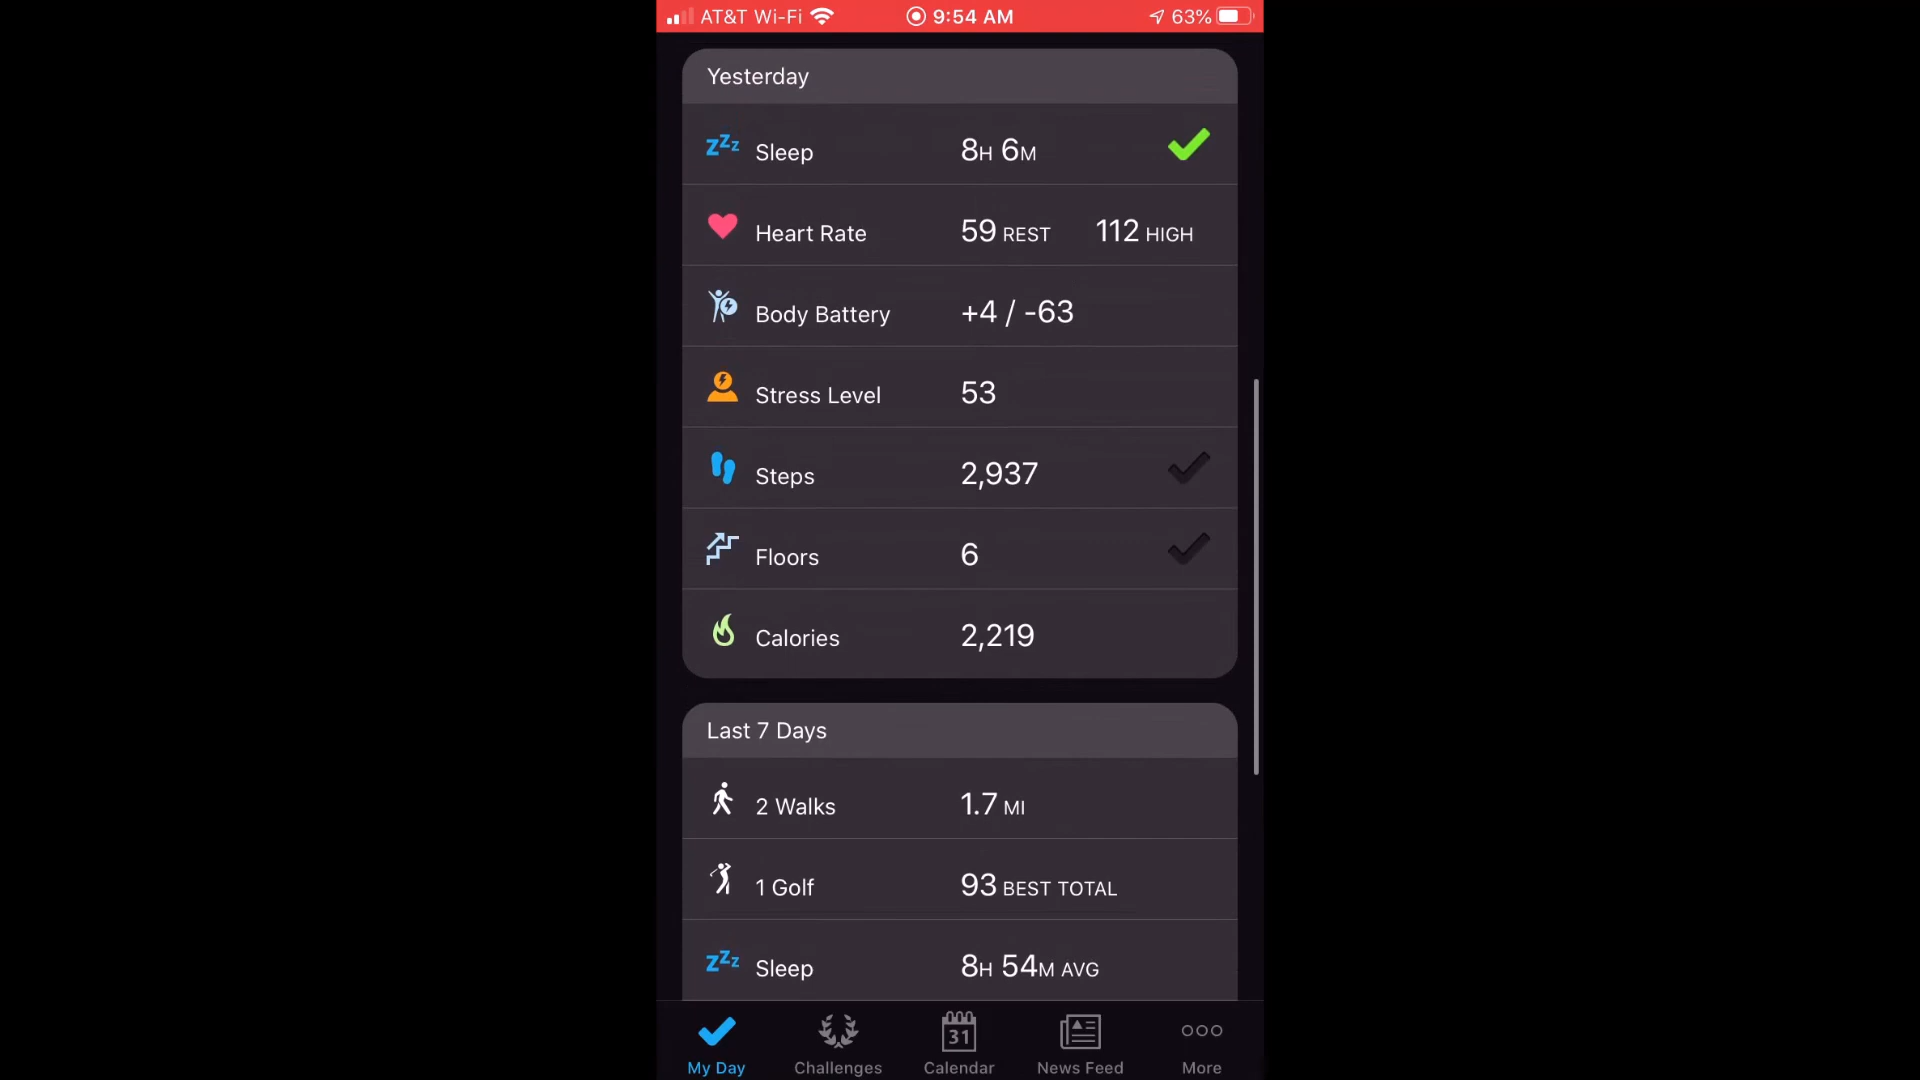 AT&T Wi-Fi 9:54 AM 63%
Yesterday
Sleep 8H 6M
Heart Rate 59 REST 112 HIGH
Body Battery +4 / -63
Stress Level 53
Steps 2,937
Floors 6
Calories 2,219
Last 7 Days
2 Walks 1.7 MI
1 Golf 93 BEST TOTAL
Sleep 8H 54M AVG
31
My Day Challenges Calendar News Feed More